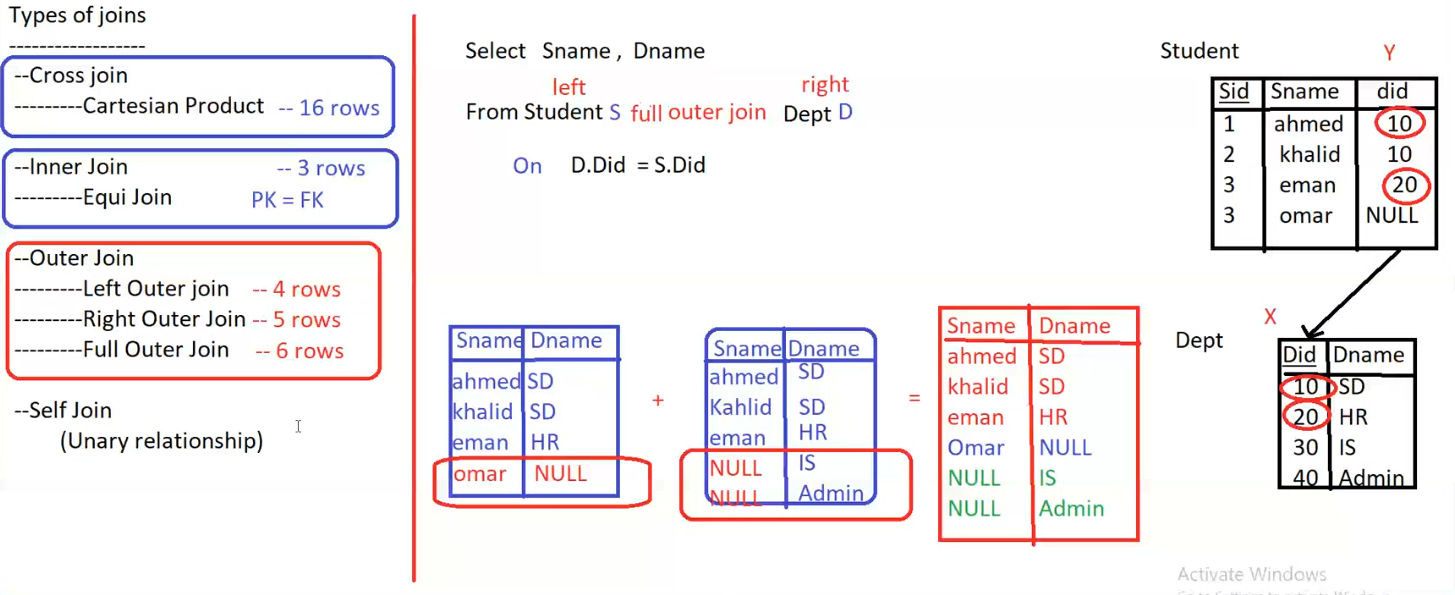 Types of joins
------------------
--Cross join
---------Cartesian Product -- 16 rows
--Inner Join -- 3 rows
---------Equi Join PK = FK
--Outer Join
---------Left Outer join -- 4 rows
---------Right Outer Join -- 5 rows
---------Full Outer Join -- 6 rows
--Self Join
(Unary relationship)
Select Sname , Dname
left right
From Student S full outer join Dept D
On D.Did = S.Did
Sname Dname
ahmed SD
khalid SD
eman HR
omar NULL
+
Sname Dname
ahmed SD
Kahlid SD
eman HR
NULL IS
NULL Admin
=
Sname Dname
ahmed SD
khalid SD
eman HR
Omar NULL
NULL IS
NULL Admin
Student Y
Sid Sname did
1 ahmed 10
2 khalid 10
3 eman 20
3 omar NULL
X
Dept
Did Dname
10 SD
20 HR
30 IS
40 Admin
Activate Windows